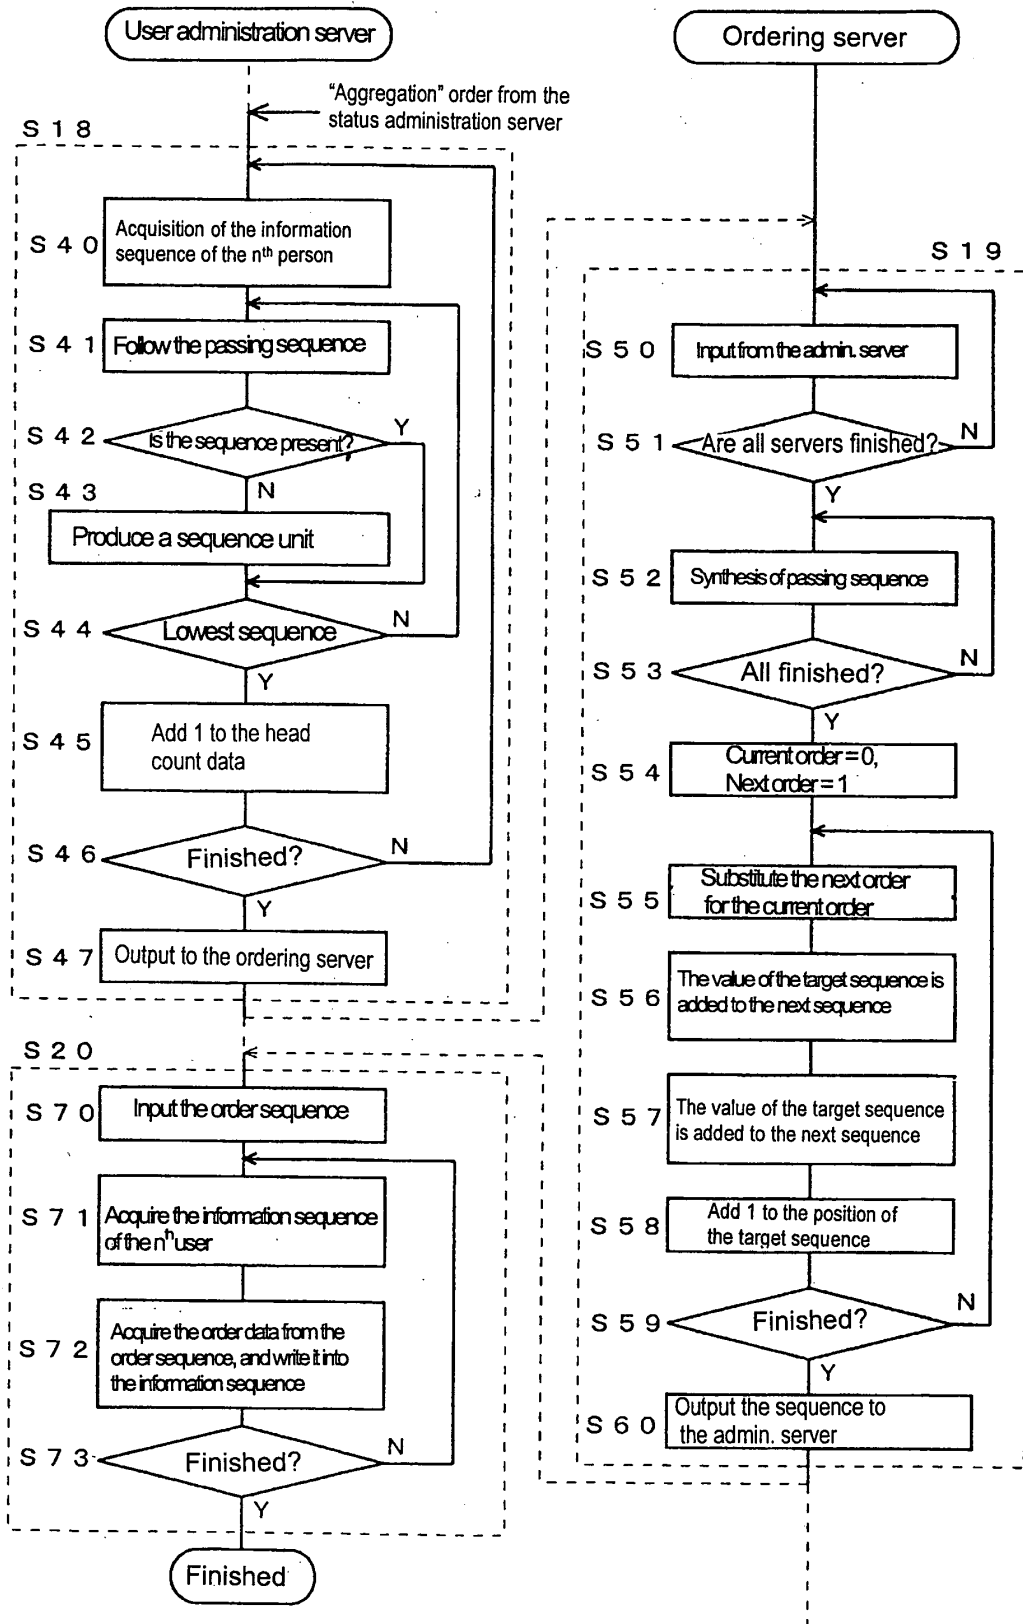 User administration server
"Aggregation" order from the
status administration server
S 1 8
S 4 0
Acquisition of the information
sequence of the nth person
S 4 1
Follow the passing sequence
S 4 2
Is the sequence present?
Y
N
S 4 3
Produce a sequence unit
S 4 4
Lowest sequence
N
Y
S 4 5
Add 1 to the head
count data
S 4 6
Finished?
N
Y
S 4 7
Output to the ordering server
S 2 0
S 7 0
Input the order sequence
S 7 1
Acquire the information sequence
of the nth user
S 7 2
Acquire the order data from the
order sequence, and write it into
the information sequence
S 7 3
Finished?
N
Y
Finished
Ordering server
S 1 9
S 5 0
Input from the admin. server
S 5 1
Are all servers finished?
N
Y
S 5 2
Synthesis of passing sequence
S 5 3
All finished?
N
Y
S 5 4
Current order = 0,
Next order = 1
S 5 5
Substitute the next order
for the current order
S 5 6
The value of the target sequence is
added to the next sequence
S 5 7
The value of the target sequence
is added to the next sequence
S 5 8
Add 1 to the position of
the target sequence
S 5 9
Finished?
N
Y
S 6 0
Output the sequence to
the admin. server